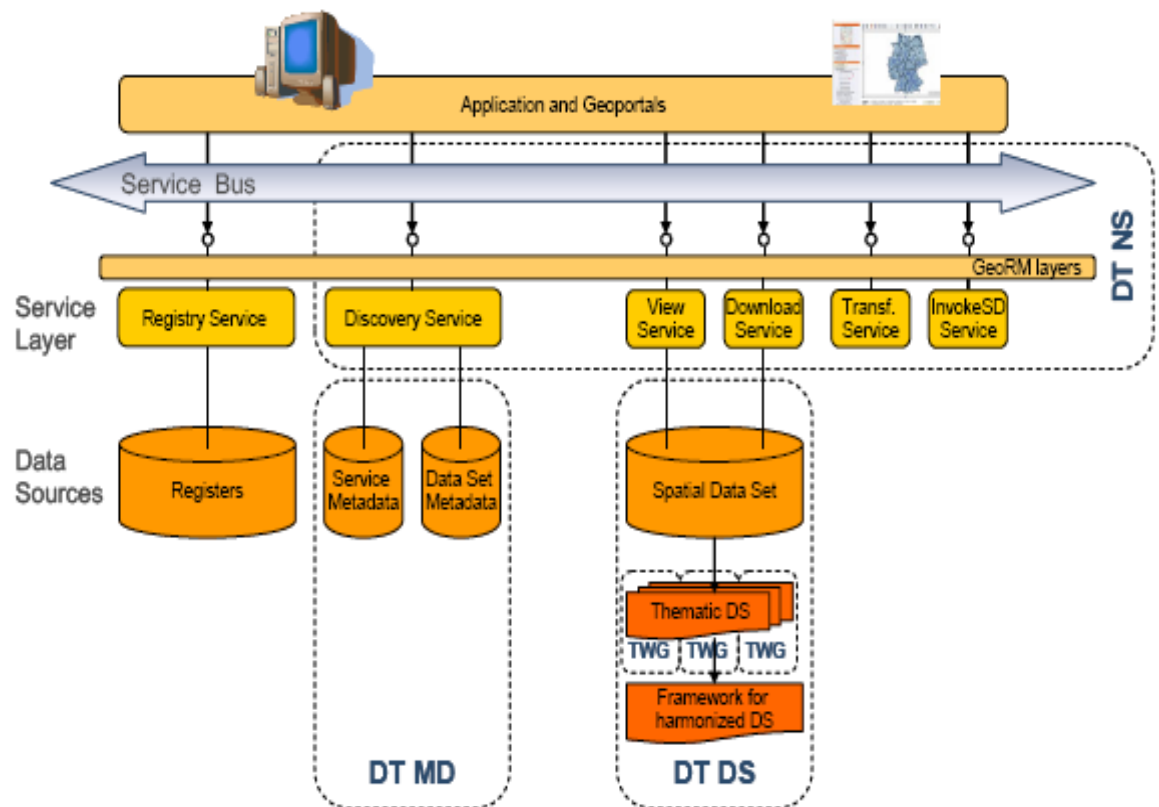 Application and Geoportals
Service Bus
DT NS
GeoRM layers
Service
Layer
Registry Service
Discovery Service
View
Service
Download
Service
Transf.
Service
InvokeSD
Service
Data
Sources
Registers
Service
Metadata
Data Set
Metadata
Spatial Data Set
Thematic DS
TWG
TWG
TWG
Framework for
harmonized DS
DT MD
DT DS